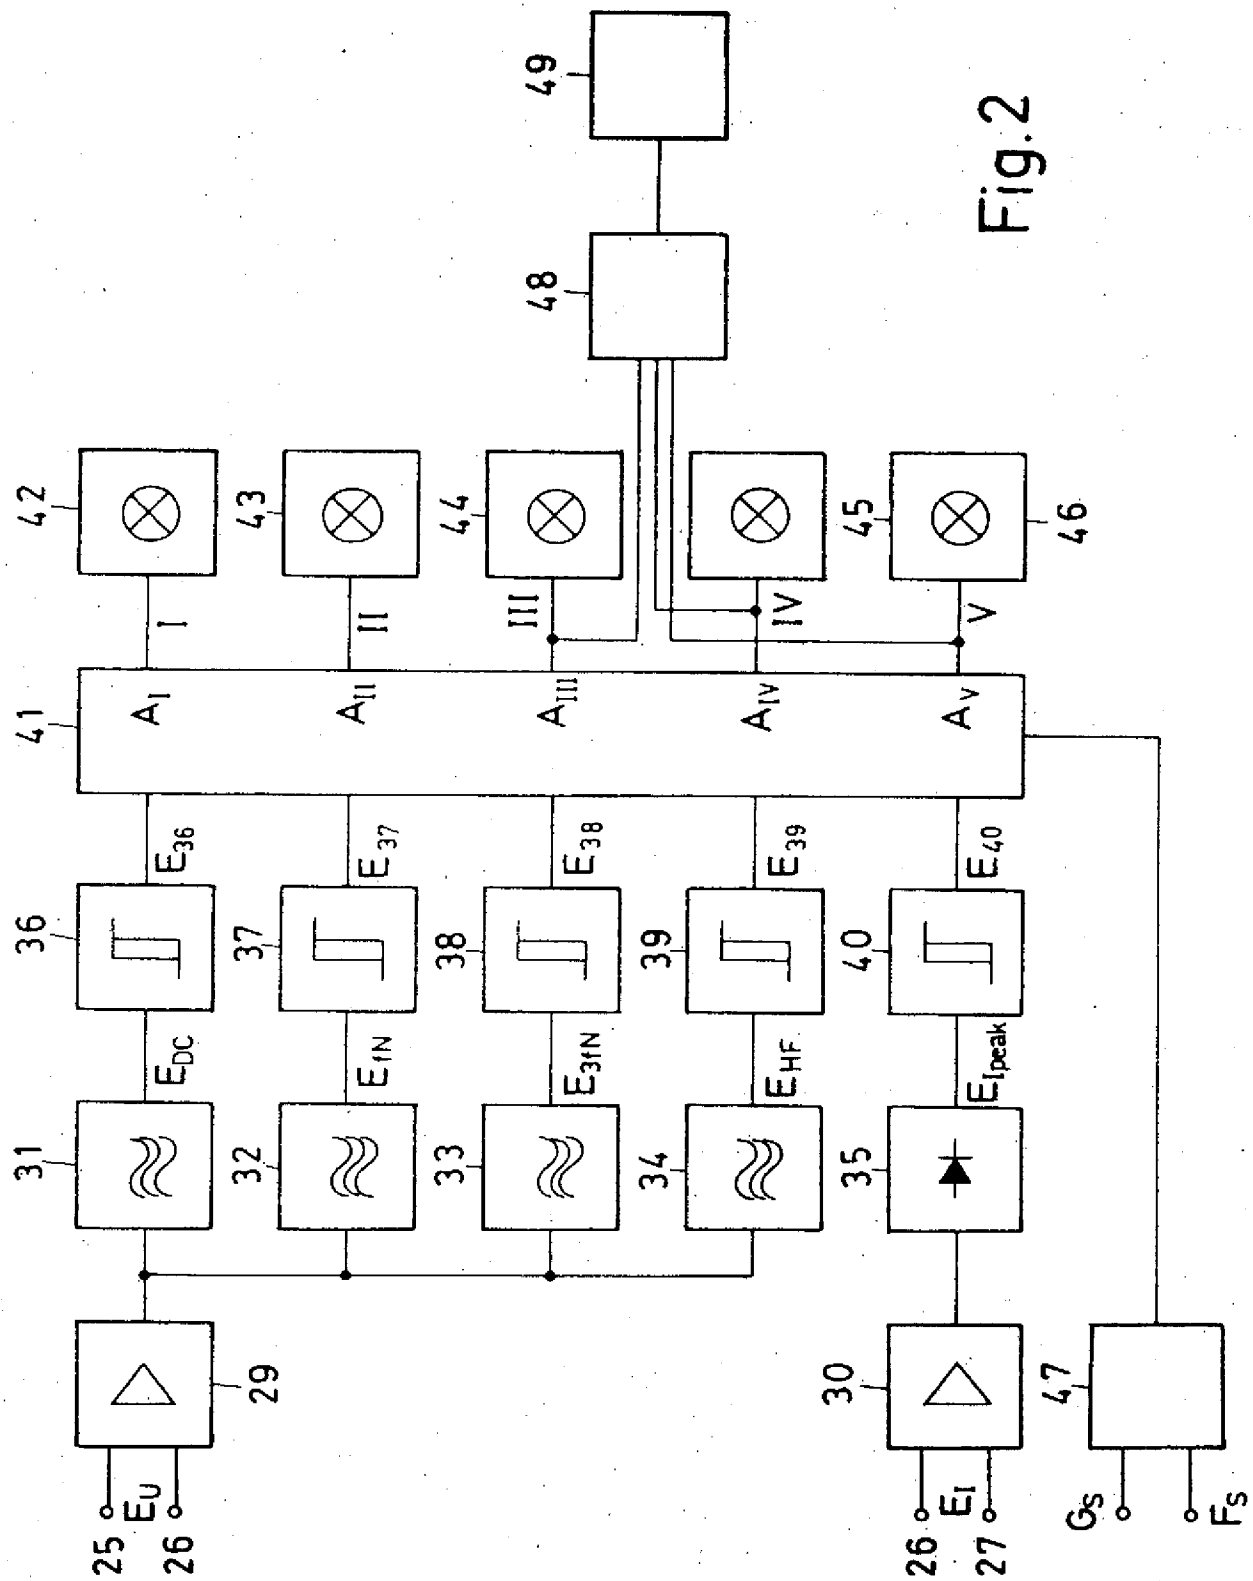 25
E_U
26
29
31
E_DC
36
E_36
41
A_I
I
42
32
E_fN
37
E_37
A_II
II
43
33
E_3fN
38
E_38
A_III
III
44
34
E_HF
39
E_39
A_IV
IV
45
26
E_I
27
30
35
E_Ipeak
40
E_40
A_V
V
46
G_S
F_S
47
48
49
Fig.2